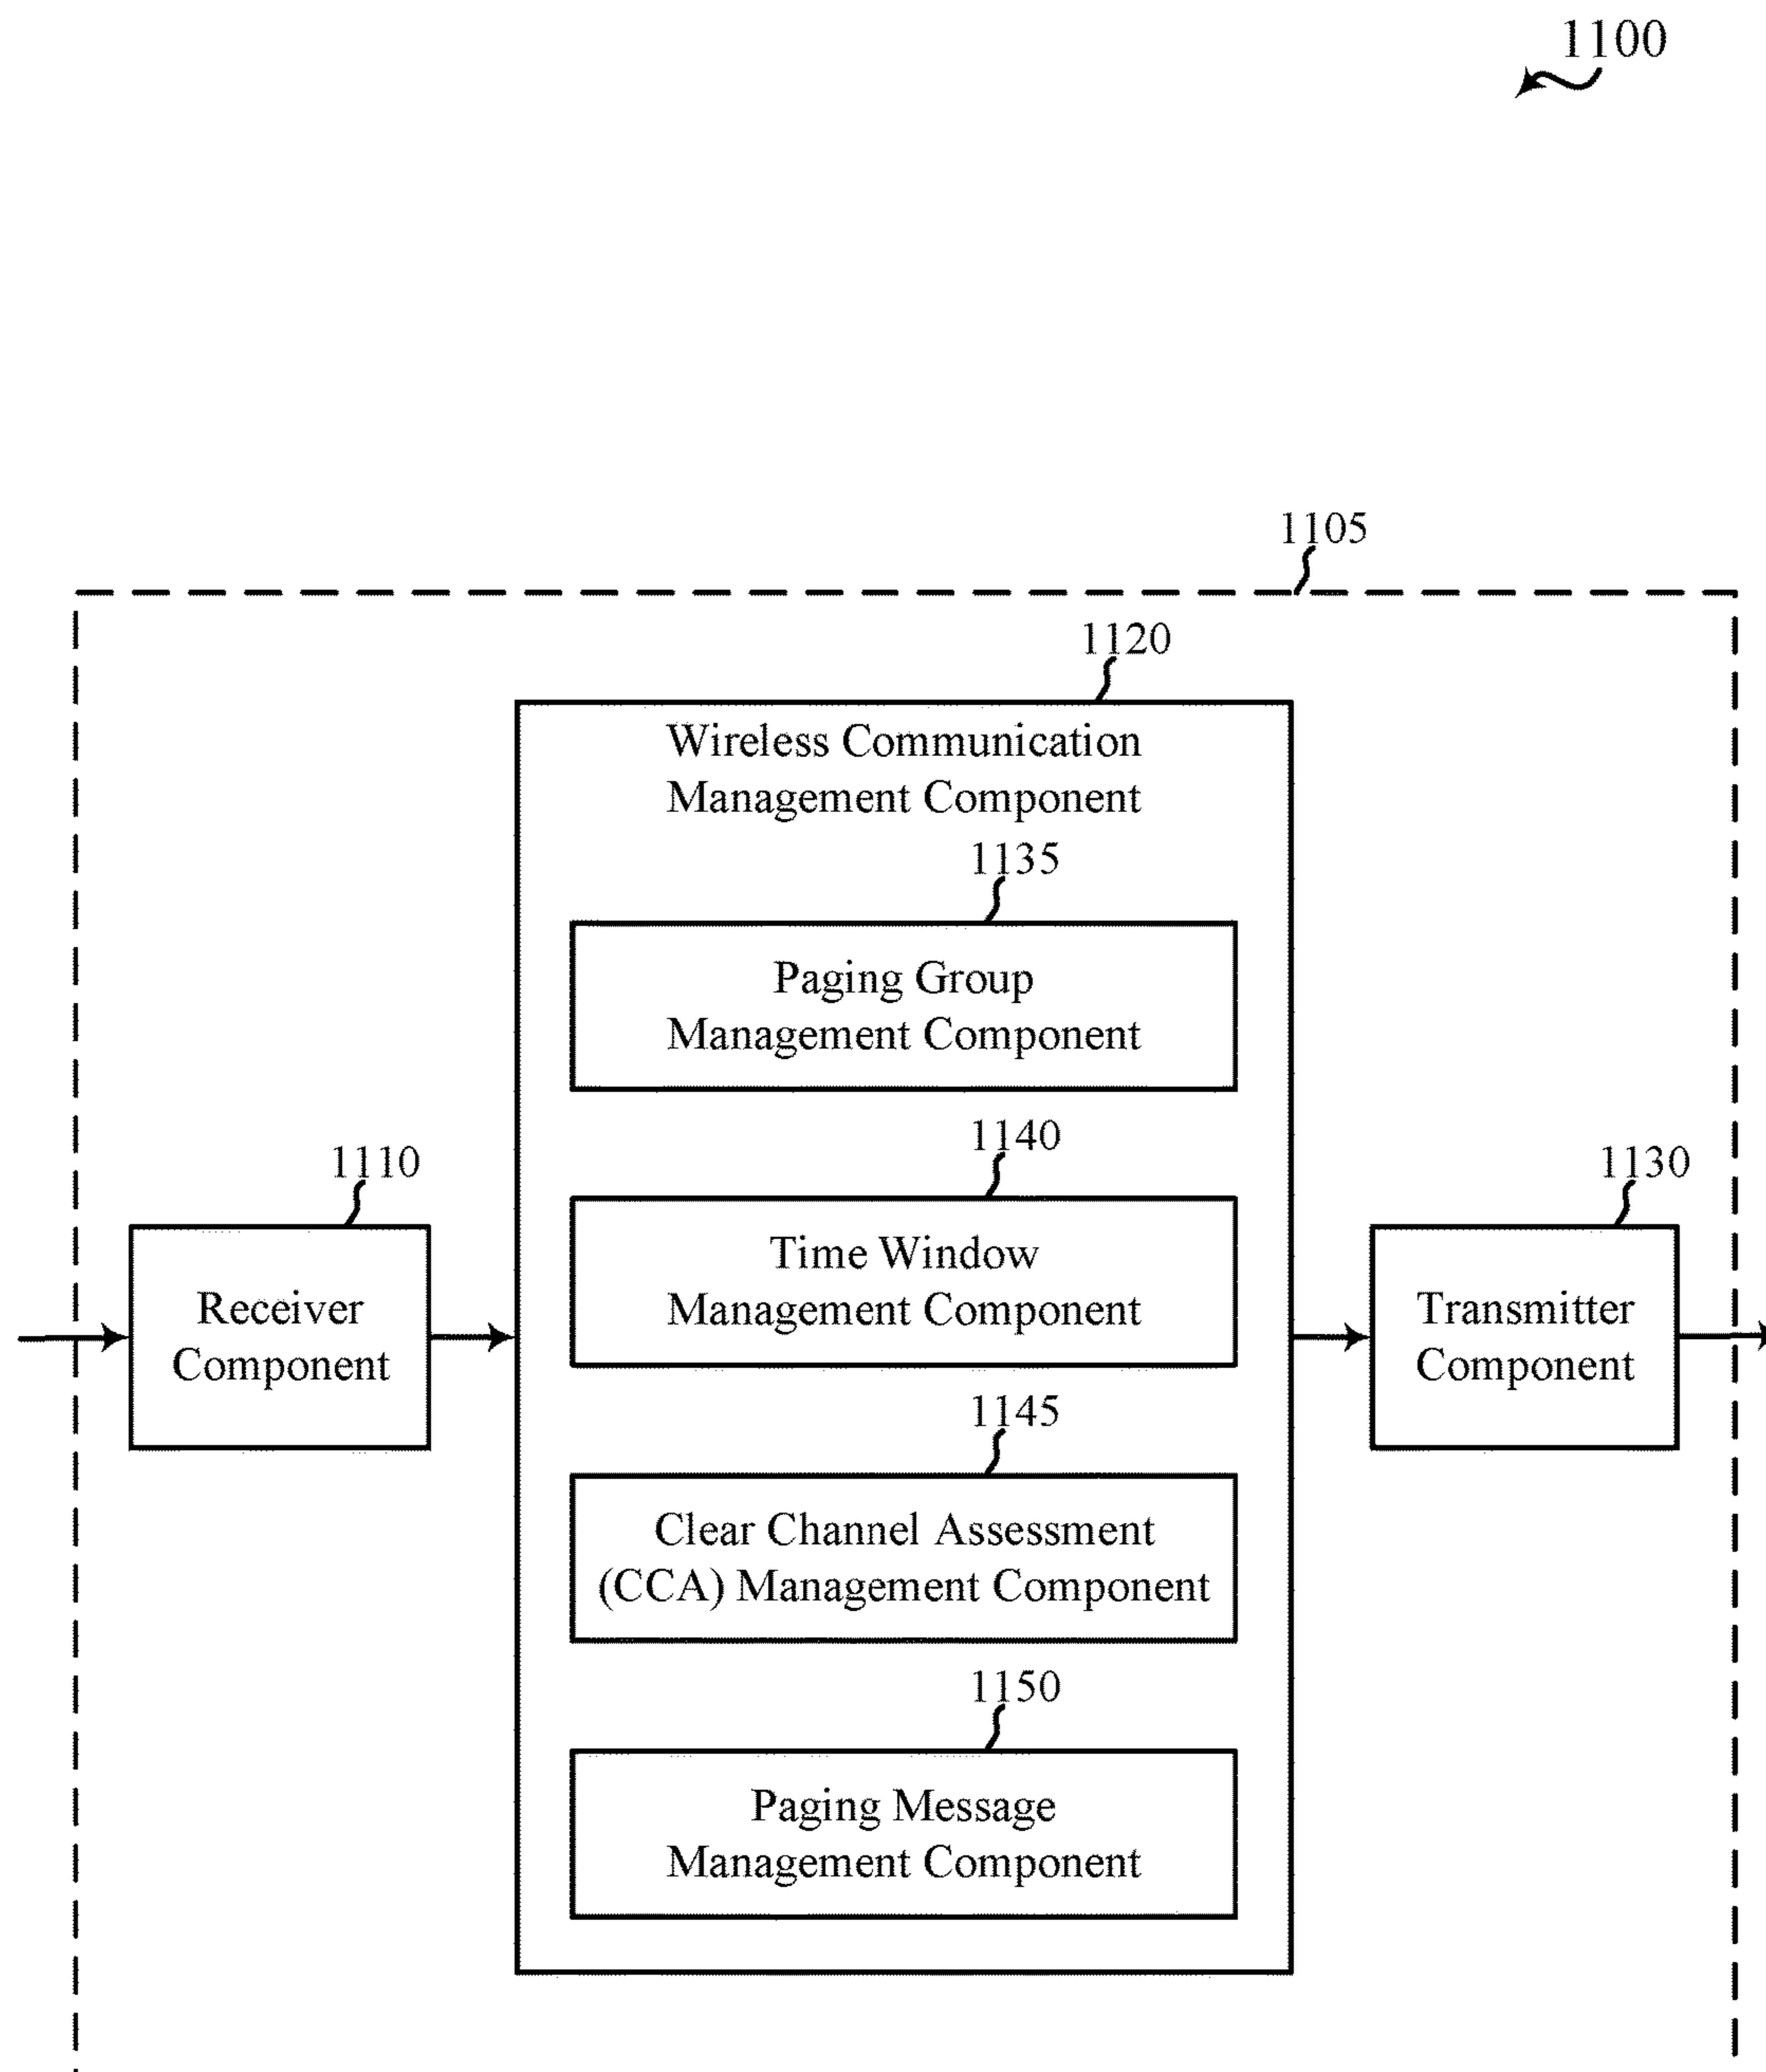 1100
1105
1120
Wireless Communication
Management Component
1135
Paging Group
Management Component
1140
Time Window
Management Component
1145
Clear Channel Assessment
(CCA) Management Component
1150
Paging Message
Management Component
1110
Receiver
Component
1130
Transmitter
Component